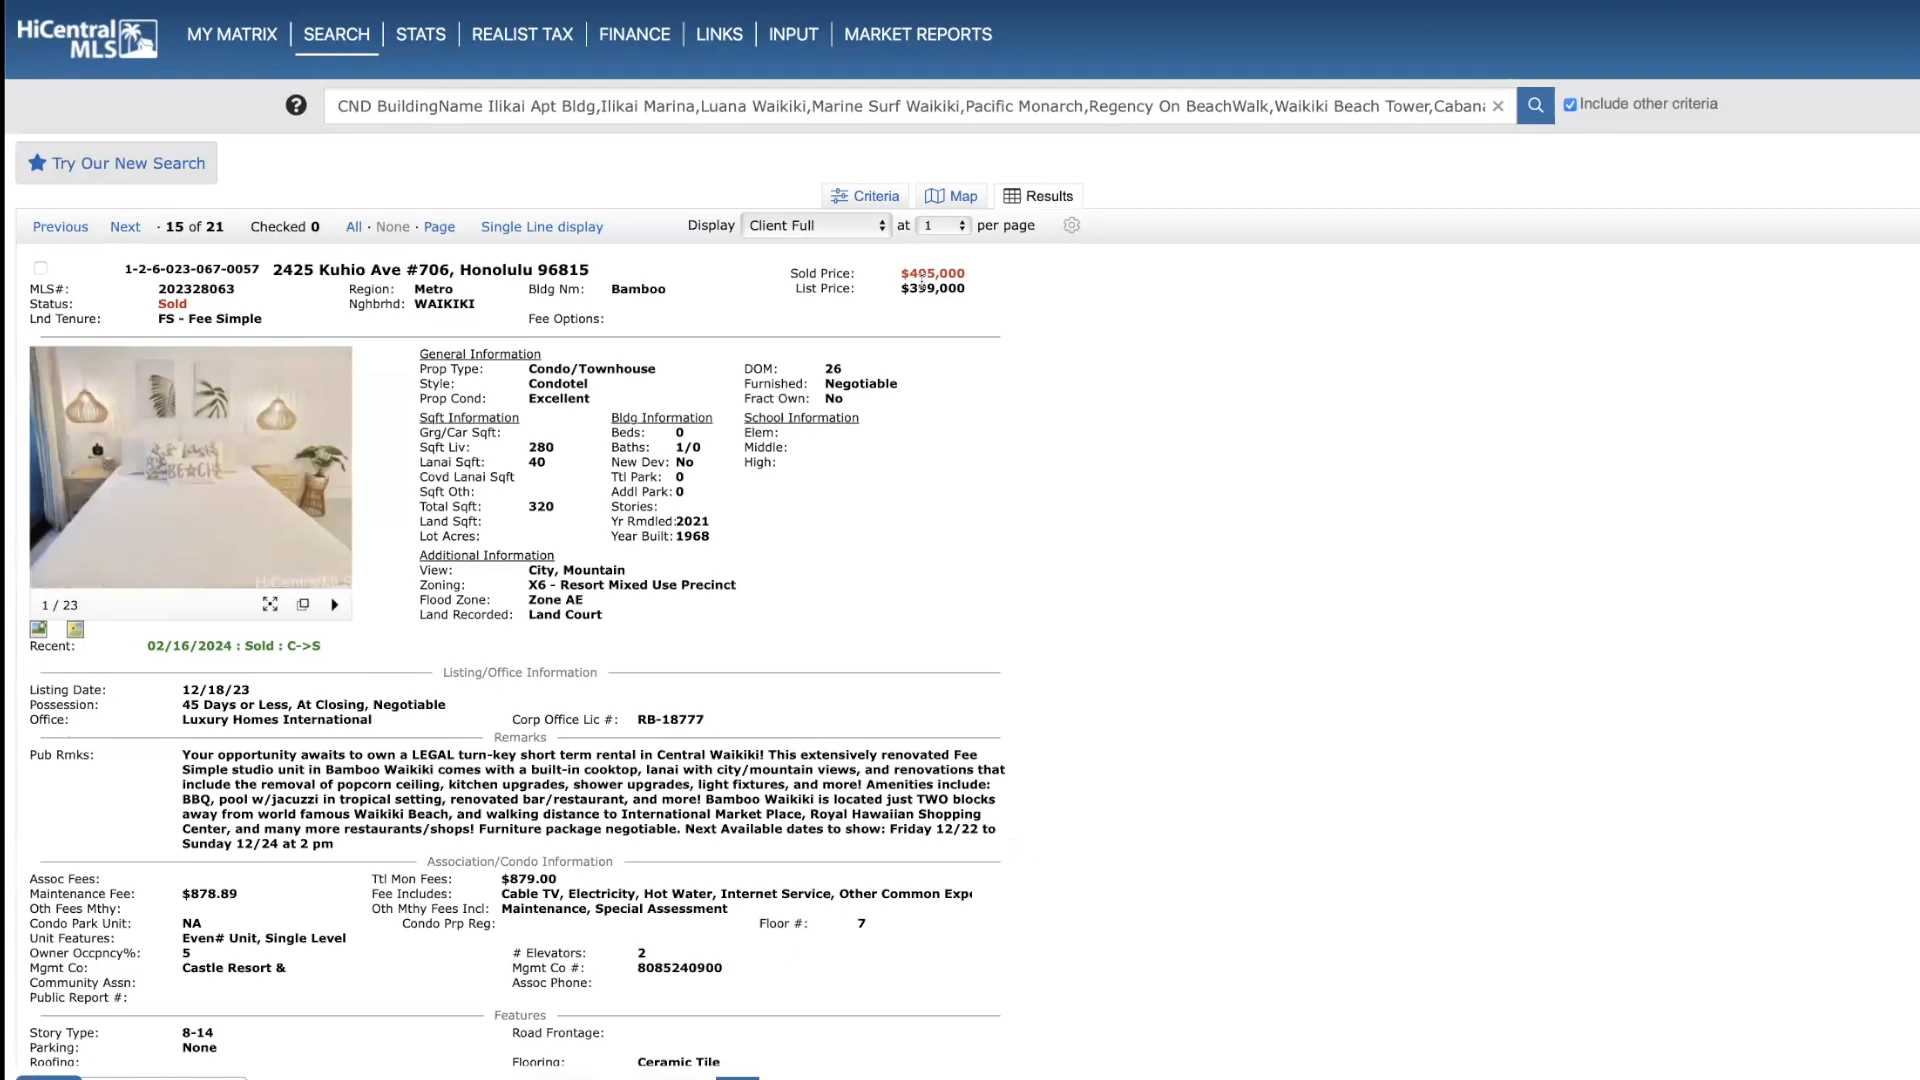 HiCentral MLS
MY MATRIX SEARCH STATS REALIST TAX FINANCE LINKS INPUT MARKET REPORTS
CND BuildingName Ilikai Apt Bldg,Ilikai Marina,Luana Waikiki,Marine Surf Waikiki,Pacific Monarch,Regency On BeachWalk,Waikiki Beach Tower,Cabana
Include other criteria
Try Our New Search
Criteria Map Results
Previous Next · 15 of 21 Checked 0 All · None · Page Single Line display Display Client Full at 1 per page
1-2-6-023-067-0057 2425 Kuhio Ave #706, Honolulu 96815 Sold Price:
MLS#: 202328063 Region: Metro Bldg Nm: Bamboo List Price: $399,000
Status: Sold Nghbrhd: WAIKIKI
Lnd Tenure: FS - Fee Simple Fee Options:
General Information
Prop Type: Condo/Townhouse DOM: 26
Style: Condotel Furnished: Negotiable
Prop Cond: Excellent Fract Own: No
Sqft Information Bldg Information School Information
Grg/Car Sqft: Beds: 0 Elem:
Sqft Liv: 280 Baths: 1/0 Middle:
Lanai Sqft: 40 New Dev: No High:
Covd Lanai Sqft Ttl Park: 0
Sqft Oth: Addl Park: 0
Total Sqft: 320 Stories:
Land Sqft: Yr Rmdled: 2021
Lot Acres: Year Built: 1968
Additional Information
View: City, Mountain
Zoning: X6 - Resort Mixed Use Precinct
Flood Zone: Zone AE
Land Recorded: Land Court
BEACH
HiCentralMLS
1 / 23
Recent: 02/16/2024 : Sold : C->S
Listing/Office Information
Listing Date: 12/18/23
Possession: 45 Days or Less, At Closing, Negotiable
Office: Luxury Homes International Corp Office Lic #: RB-18777
Remarks
Pub Rmks: Your opportunity awaits to own a LEGAL turn-key short term rental in Central Waikiki! This extensively renovated Fee
Simple studio unit in Bamboo Waikiki comes with a built-in cooktop, lanai with city/mountain views, and renovations that
include the removal of popcorn ceiling, kitchen upgrades, shower upgrades, light fixtures, and more! Amenities include:
BBQ, pool w/jacuzzi in tropical setting, renovated bar/restaurant, and more! Bamboo Waikiki is located just TWO blocks
away from world famous Waikiki Beach, and walking distance to International Market Place, Royal Hawaiian Shopping
Center, and many more restaurants/shops! Furniture package negotiable. Next Available dates to show: Friday 12/22 to
Sunday 12/24 at 2 pm
Association/Condo Information
Assoc Fees: Ttl Mon Fees: $879.00
Maintenance Fee: $878.89 Fee Includes: Cable TV, Electricity, Hot Water, Internet Service, Other Common Expe
Oth Fees Mthy: Oth Mthy Fees Incl: Maintenance, Special Assessment
Condo Park Unit: NA Condo Prp Reg: Floor #: 7
Unit Features: Even# Unit, Single Level
Owner Occpncy%: 5 # Elevators: 2
Mgmt Co: Castle Resort & Mgmt Co #: 8085240900
Community Assn: Assoc Phone:
Public Report #:
Features
Story Type: 8-14 Road Frontage:
Parking: None
Roofing: Flooring: Ceramic Tile